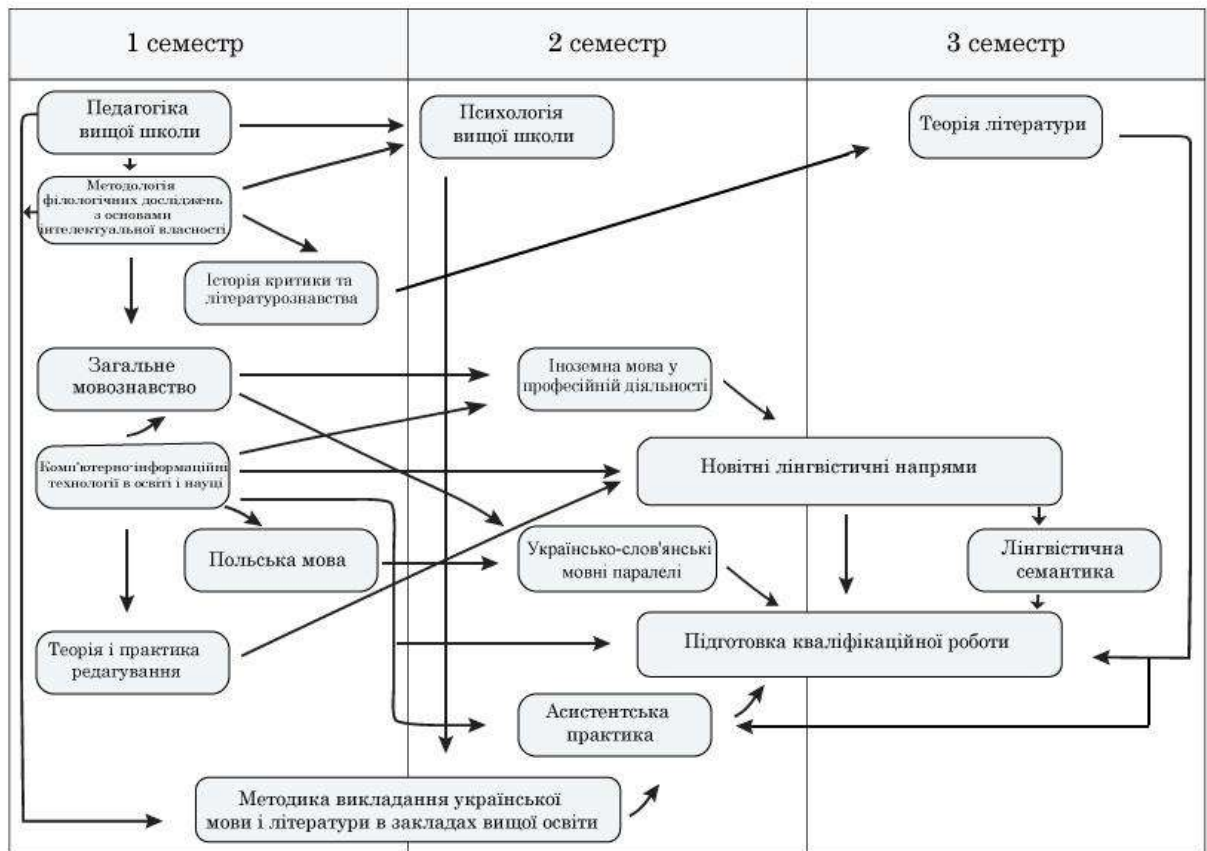 1 семестр
2 семестр
3 семестр
Педагогіка
вищої школи
Психологія
вищої школи
Теорія літератури
Методологія
філологічних досліджень
з основами
інтелектуальної власності
Історія критики та
літературознавства
Загальне
мовознавство
Іноземна мова у
професійній діяльності
Комп'ютерно-інформаційні
технології в освіті і науці
Новітні лінгвістичні напрями
Польська мова
Українсько-слов'янські
мовні паралелі
Лінгвістична
семантика
Теорія і практика
редагування
Підготовка кваліфікаційної роботи
Асистентська
практика
Методика викладання української
мови і літератури в закладах вищої освіти